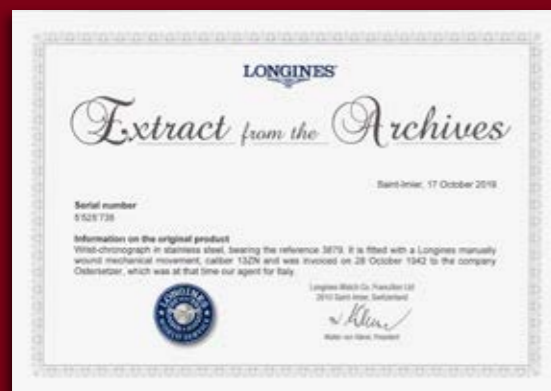 LONGINES
Extract from the Archives
Saint-Imier, 17 October 2019
Serial number
Information on the original product
Wrist-chronograph in stainless steel, bearing the reference 3879. It is fitted with a Longines manually
wound mechanical movement, caliber 13ZN and was invoiced on 28 October 1942 to the company
Ostersetzer, which was at that time our agent for Italy.
Longines Watch Co. Francillon Ltd
2610 Saint-Imier, Switzerland
LONGINES
Walter von Känel, President